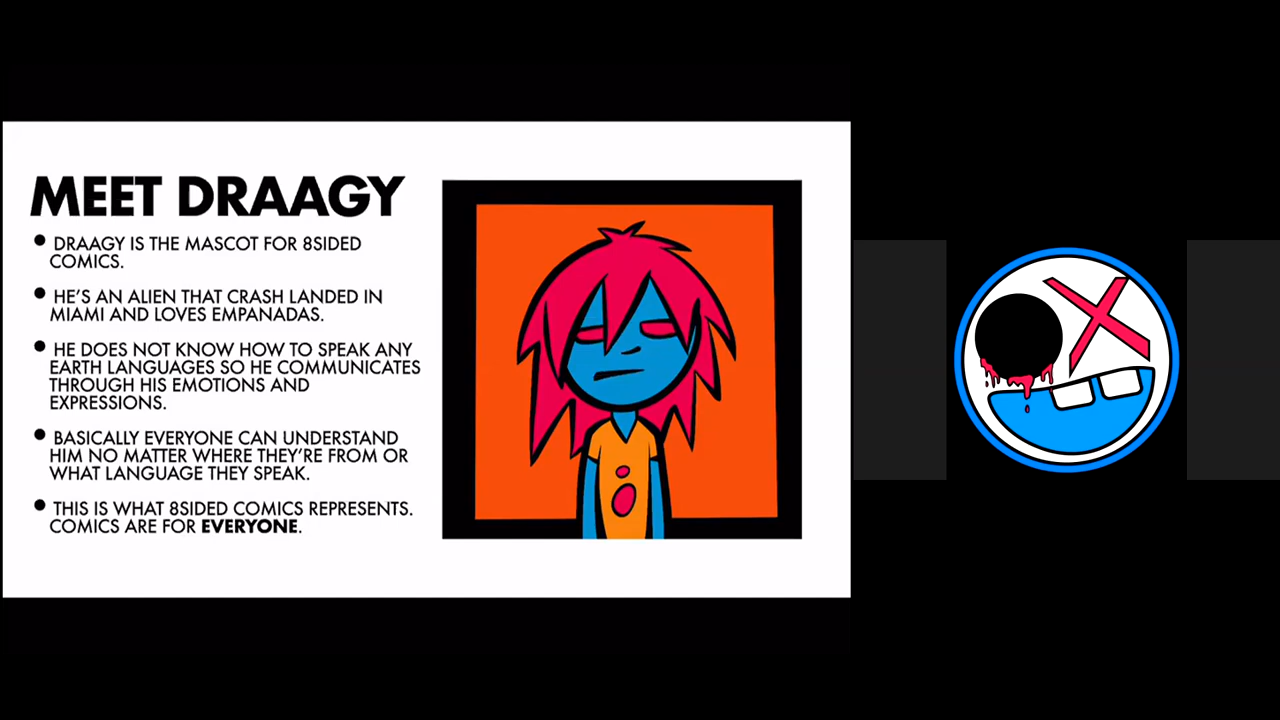 MEET DRAAGY
● DRAAGY IS THE MASCOT FOR 8SIDED
COMICS.
● HE'S AN ALIEN THAT CRASH LANDED IN
MIAMI AND LOVES EMPANADAS.
● HE DOES NOT KNOW HOW TO SPEAK ANY
EARTH LANGUAGES SO HE COMMUNICATES
THROUGH HIS EMOTIONS AND
EXPRESSIONS.
● BASICALLY EVERYONE CAN UNDERSTAND
HIM NO MATTER WHERE THEY'RE FROM OR
WHAT LANGUAGE THEY SPEAK.
● THIS IS WHAT 8SIDED COMICS REPRESENTS.
COMICS ARE FOR EVERYONE.